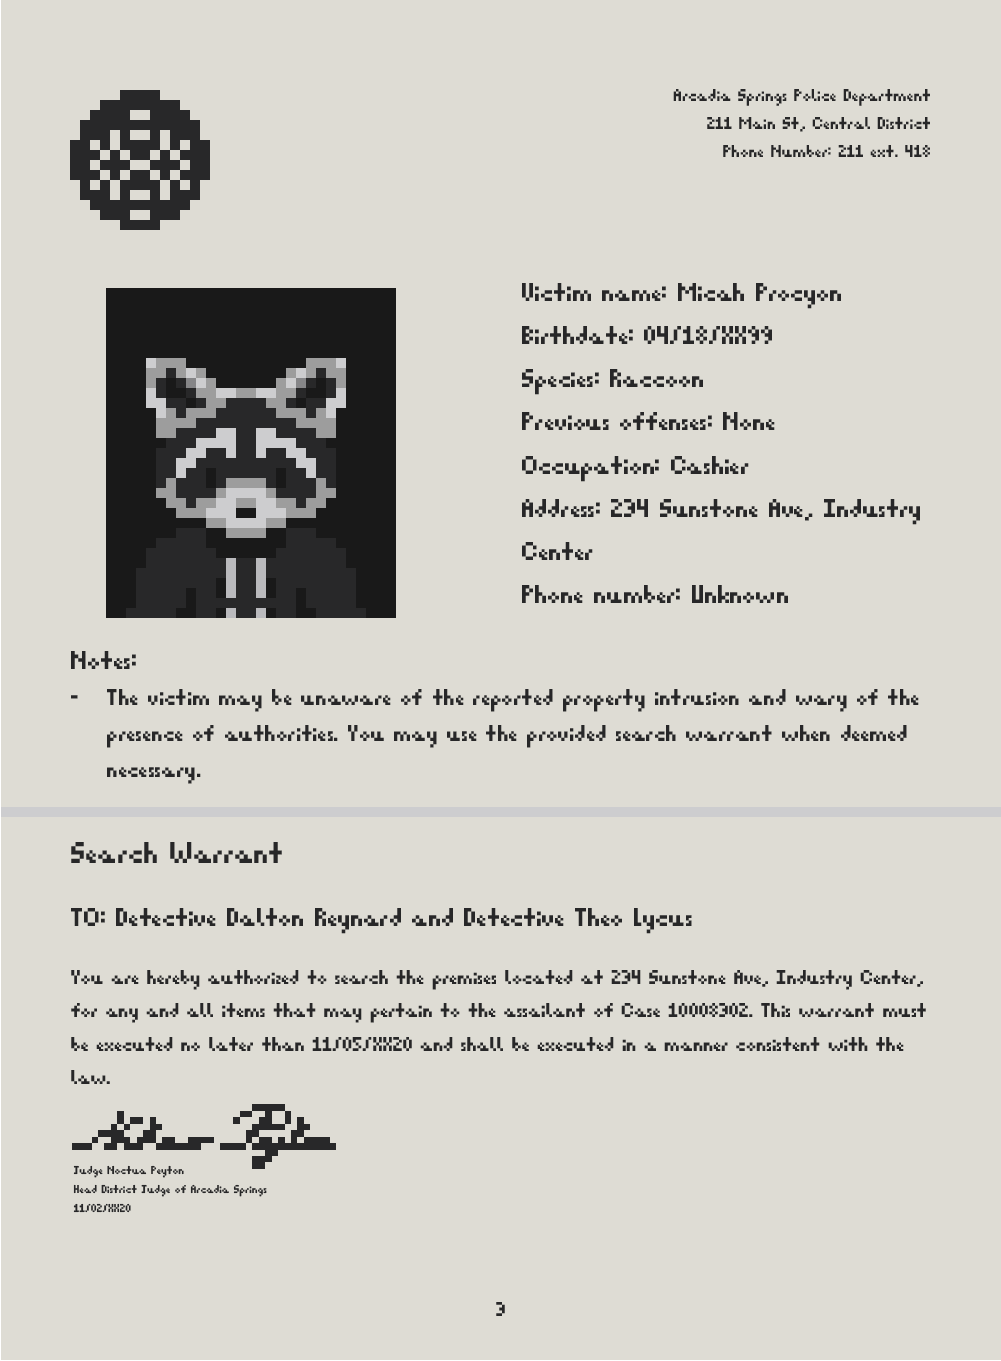 Arcadia Springs Police Department
211 Main St, Central District
Phone Number: 211 ext. 418
Victim name: Micah Procyon
Birthdate: 04/18/XX99
Species: Raccoon
Previous offenses: None
Occupation: Cashier
Address: 234 Sunstone Ave, Industry
Center
Phone number: Unknown
Notes:
- The victim may be unaware of the reported property intrusion and wary of the
presence of authorities. You may use the provided search warrant when deemed
necessary.
Search Warrant
TO: Detective Dalton Reynard and Detective Theo Lycus
You are hereby authorized to search the premises located at 234 Sunstone Ave, Industry Center,
for any and all items that may pertain to the assailant of Case 10008302. This warrant must
be executed no later than 11/05/XX20 and shall be executed in a manner consistent with the
law.
Judge Noctua Peyton
Head District Judge of Arcadia Springs
11/02/XX20
3